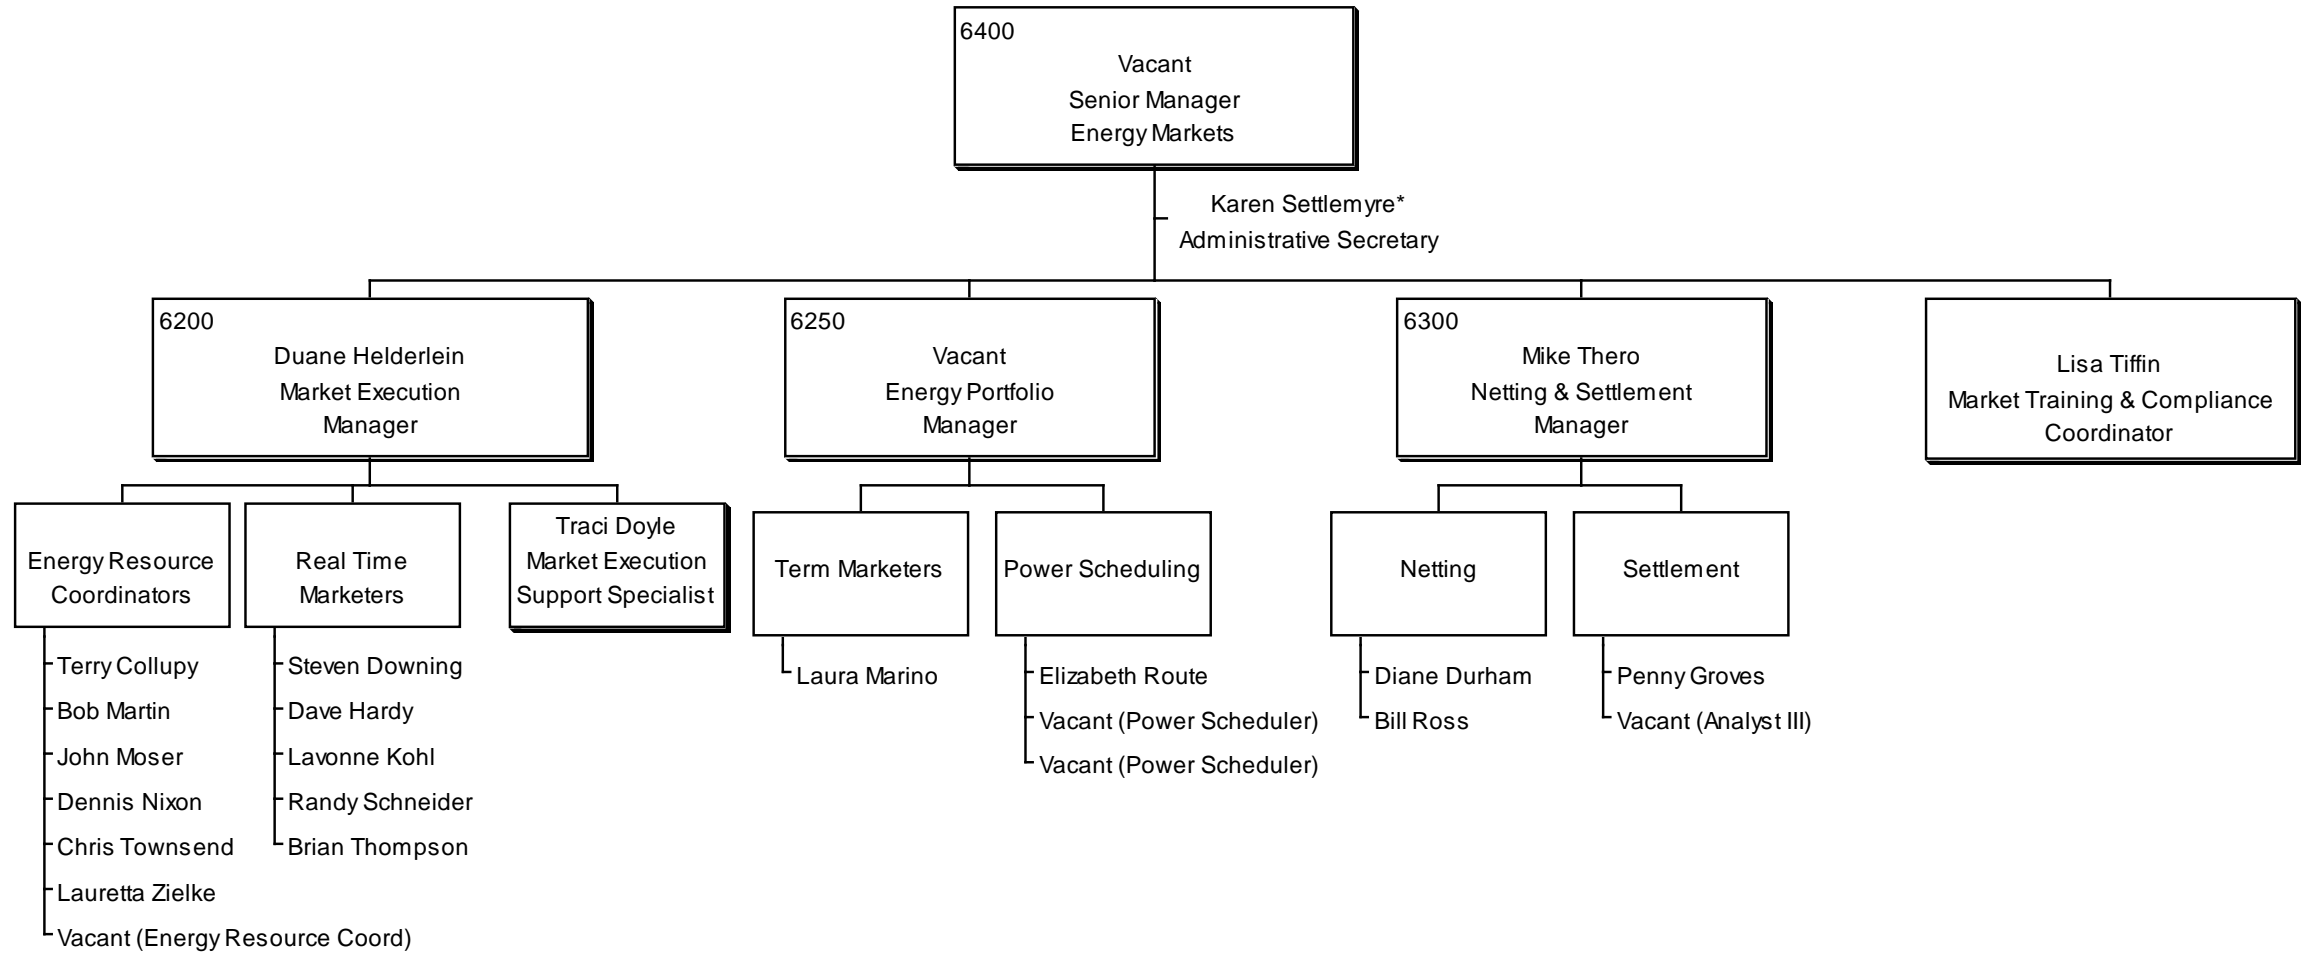 6400
Vacant
Senior Manager
Energy Markets
Karen Settlemyre*
Administrative Secretary
6200
Duane Helderlein
Market Execution
Manager
6250
Vacant
Energy Portfolio
Manager
6300
Mike Thero
Netting & Settlement
Manager
Lisa Tiffin
Market Training & Compliance
Coordinator
Energy Resource
Coordinators
Terry Collupy
Bob Martin
John Moser
Dennis Nixon
Chris Townsend
Lauretta Zielke
Vacant (Energy Resource Coord)
Real Time
Marketers
Steven Downing
Dave Hardy
Lavonne Kohl
Randy Schneider
Brian Thompson
Traci Doyle
Market Execution
Support Specialist
Term Marketers
Laura Marino
Power Scheduling
Elizabeth Route
Vacant (Power Scheduler)
Vacant (Power Scheduler)
Netting
Diane Durham
Bill Ross
Settlement
Penny Groves
Vacant (Analyst III)